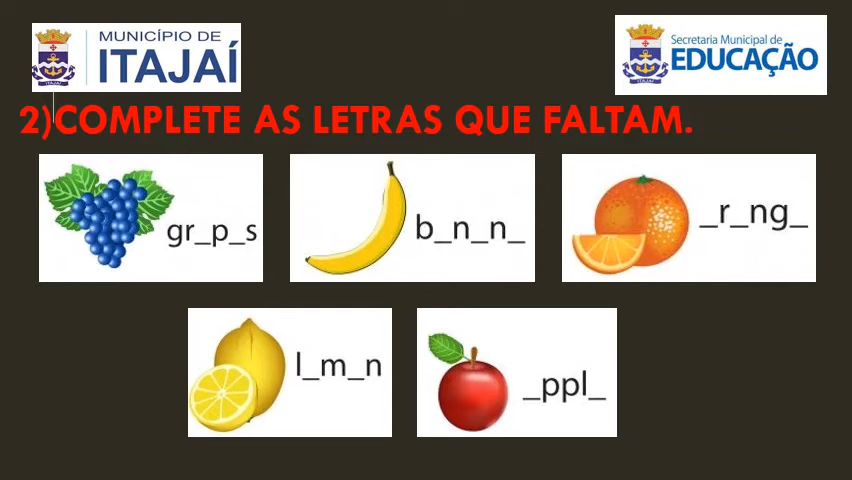 MUNICÍPIO DE
ITAJAÍ
Secretaria Municipal de
EDUCAÇÃO
2)COMPLETE AS LETRAS QUE FALTAM.
gr_p_s
b_n_n_
_r_ng_
l_m_n
_ppl_